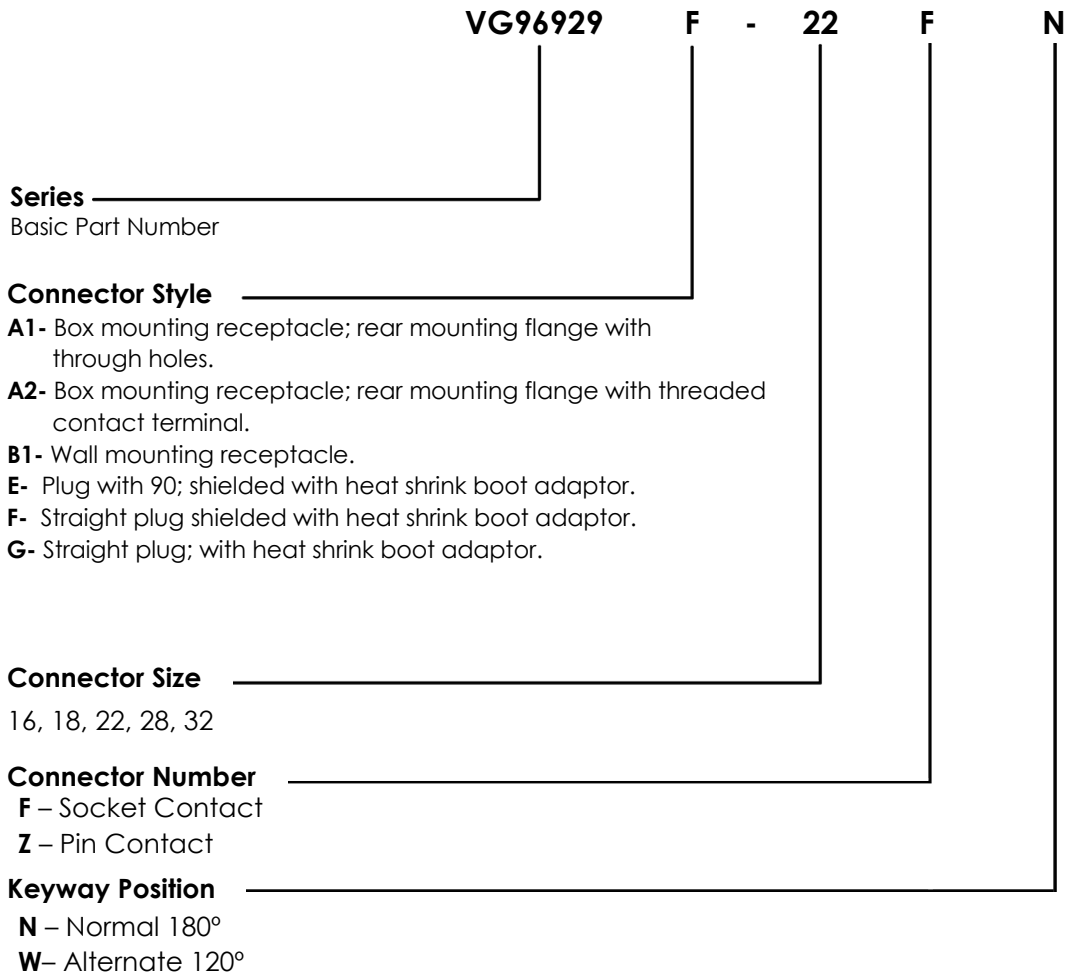 VG96929 F - 22 F N
Series
Basic Part Number
Connector Style
A1- Box mounting receptacle; rear mounting flange with
through holes.
A2- Box mounting receptacle; rear mounting flange with threaded
contact terminal.
B1- Wall mounting receptacle.
E- Plug with 90; shielded with heat shrink boot adaptor.
F- Straight plug shielded with heat shrink boot adaptor.
G- Straight plug; with heat shrink boot adaptor.
Connector Size
16, 18, 22, 28, 32
Connector Number
F – Socket Contact
Z – Pin Contact
Keyway Position
N – Normal 180º
W– Alternate 120º